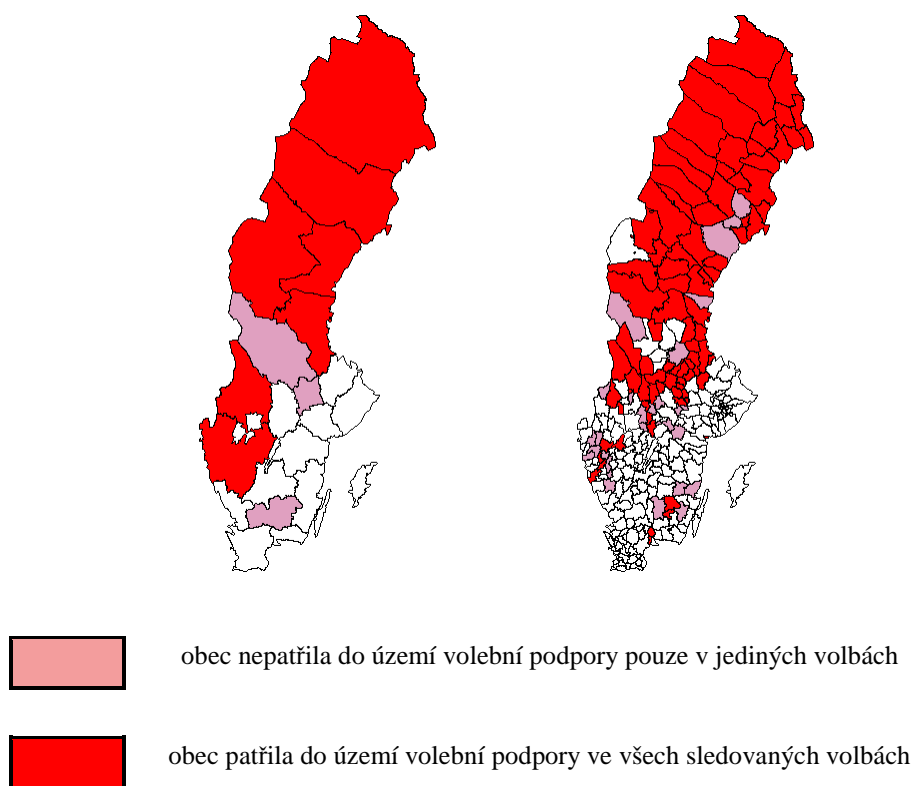 obec nepatřila do území volební podpory pouze v jediných volbách
obec patřila do území volební podpory ve všech sledovaných volbách